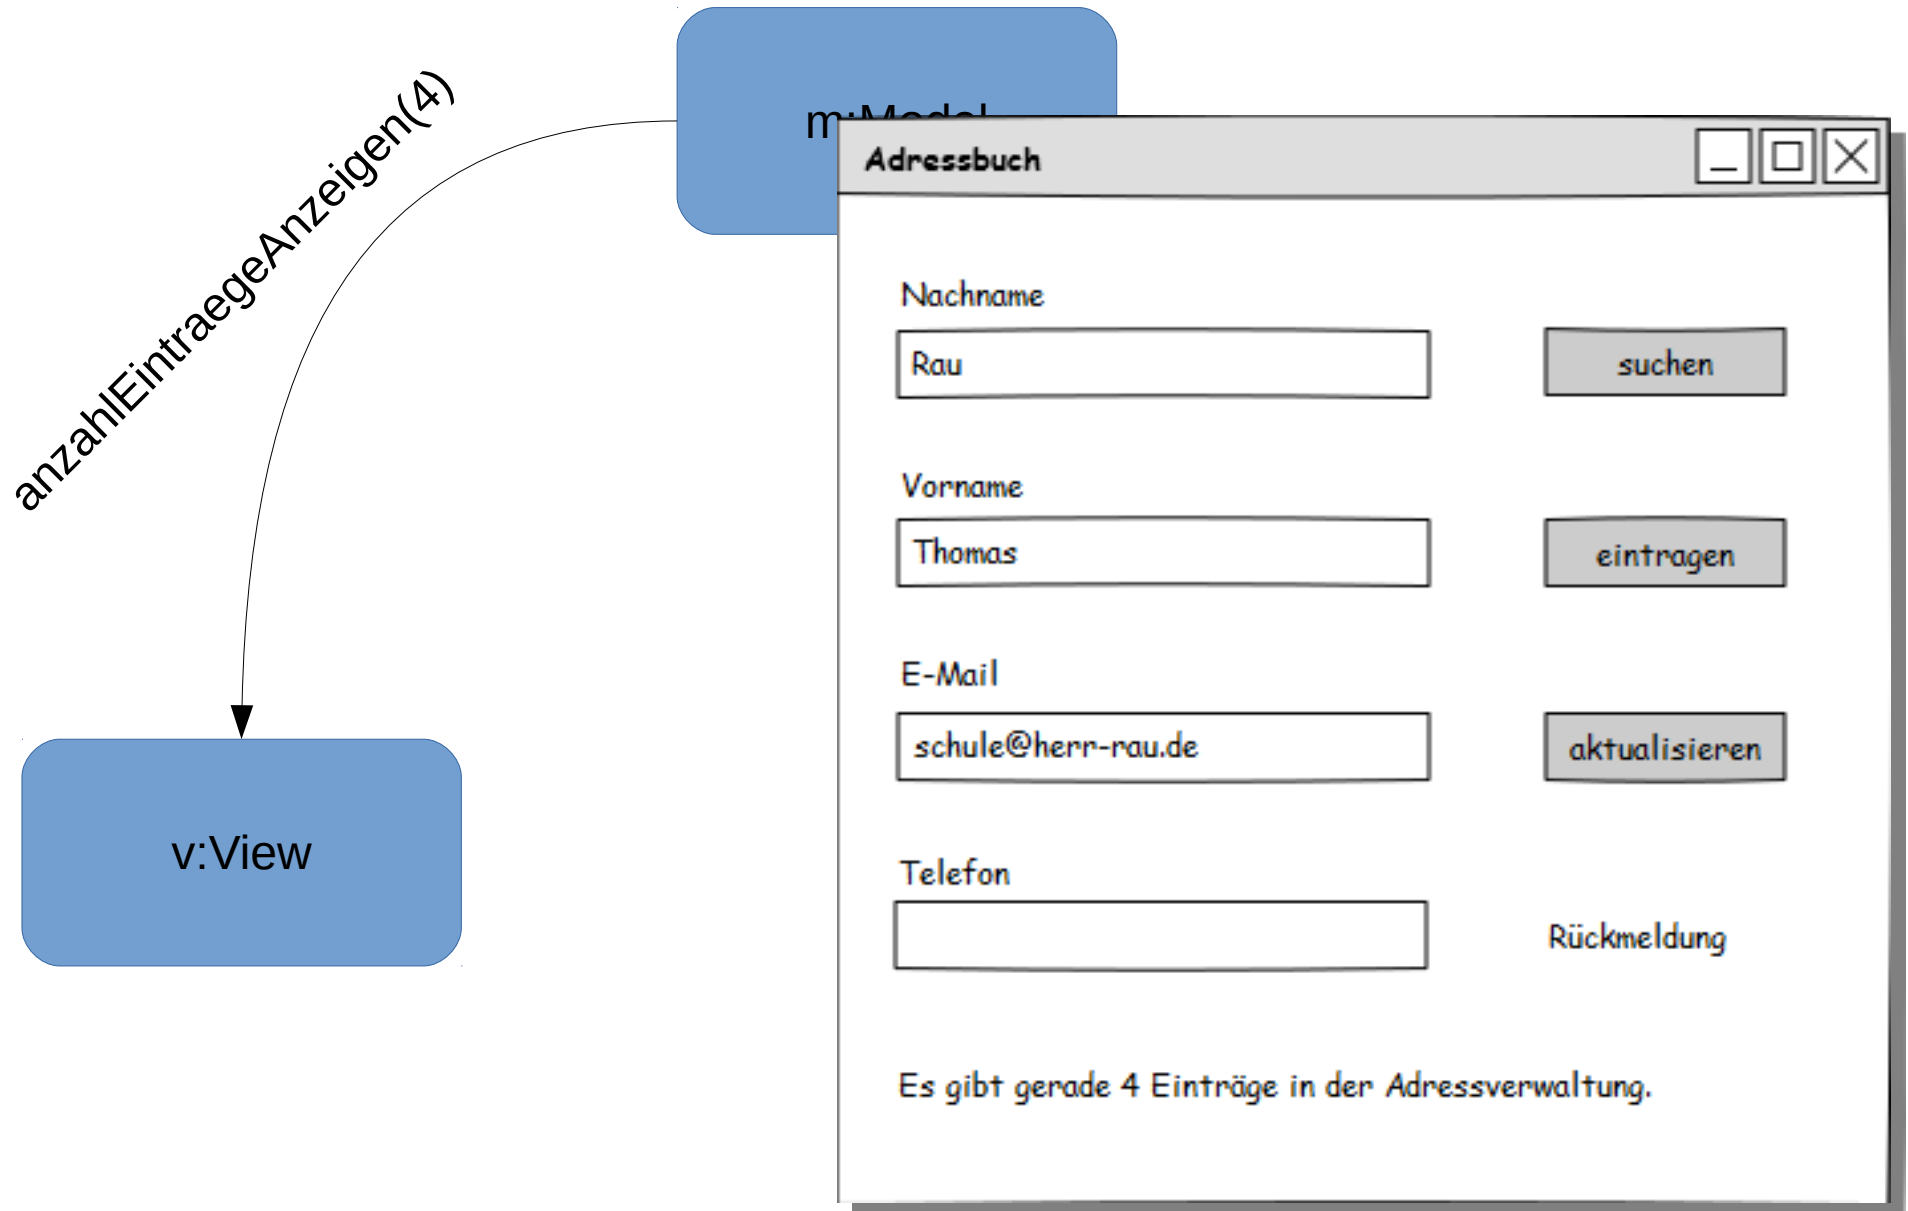 anzahlEintraegeAnzeigen(4)
m:Model
Adressbuch
Nachname
Rau
suchen
Vorname
Thomas
eintragen
E-Mail
schule@herr-rau.de
aktualisieren
v:View
Telefon
Rückmeldung
Es gibt gerade 4 Einträge in der Adressverwaltung.